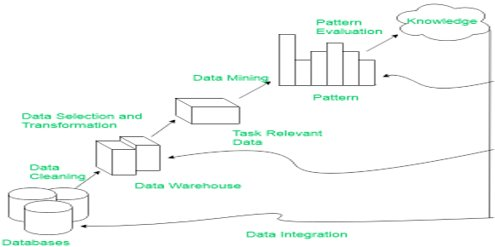 Pattern
Evaluation
Knowledge
Data Mining
Pattern
Data Selection and
Transformation
Task Relevant
Data
Data
Cleaning
Data Warehouse
Data Integration
Databases